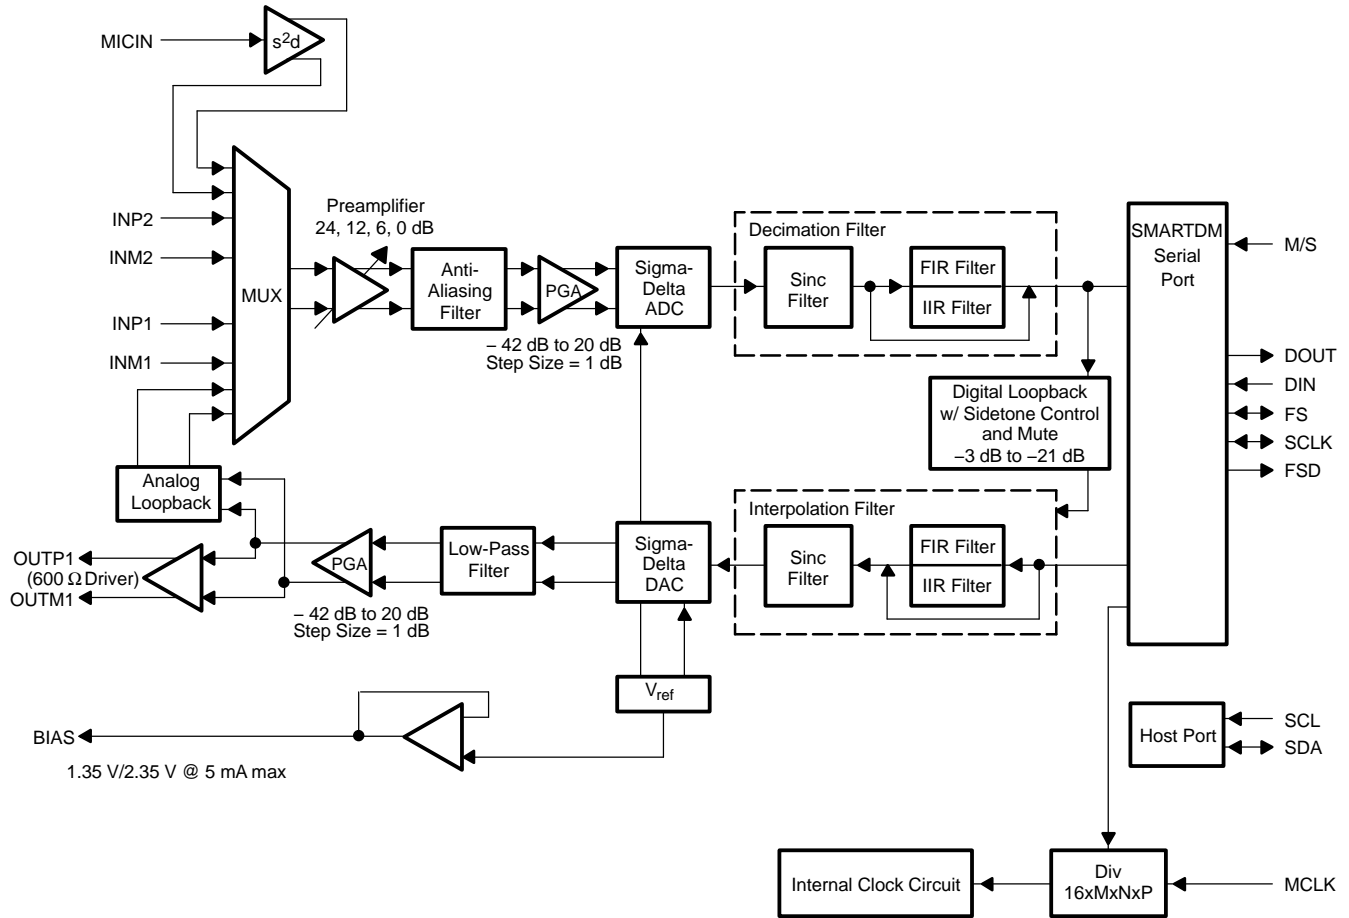 MICIN
s²d
INP2
INM2
INP1
INM1
MUX
Preamplifier
24, 12, 6, 0 dB
Anti-
Aliasing
Filter
PGA
− 42 dB to 20 dB
Step Size = 1 dB
Sigma-
Delta
ADC
Decimation Filter
Sinc
Filter
FIR Filter
IIR Filter
SMARTDM
Serial
Port
M/S
DOUT
DIN
FS
SCLK
FSD
Digital Loopback
w/ Sidetone Control
and Mute
−3 dB to −21 dB
Analog
Loopback
OUTP1
(600 Ω Driver)
OUTM1
PGA
− 42 dB to 20 dB
Step Size = 1 dB
Low-Pass
Filter
Sigma-
Delta
DAC
Interpolation Filter
Sinc
Filter
FIR Filter
IIR Filter
Vref
BIAS
1.35 V/2.35 V @ 5 mA max
Host Port
SCL
SDA
Internal Clock Circuit
Div
16xMxNxP
MCLK